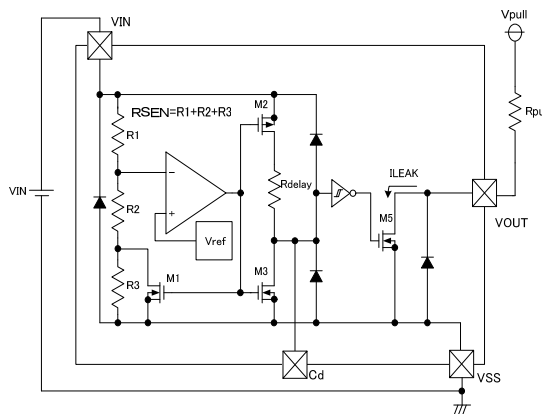 VIN
Vpull
RSEN=R1+R2+R3
M2
R1
Rpu
Rdelay
ILEAK
VIN
R2
M5
VOUT
Vref
R3
M1
M3
Cd
VSS